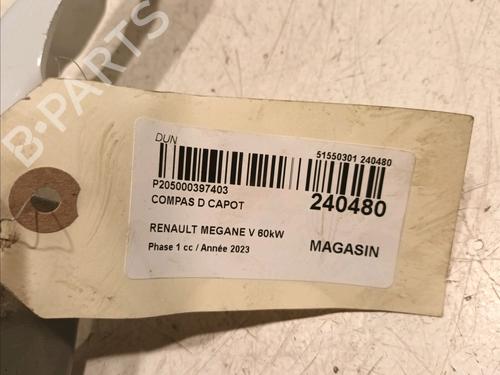 B-PARTS
DUN
51550301 240480
P205000397403
COMPAS D CAPOT
240480
RENAULT MEGANE V 60kW
Phase 1 cc / Année 2023
MAGASIN